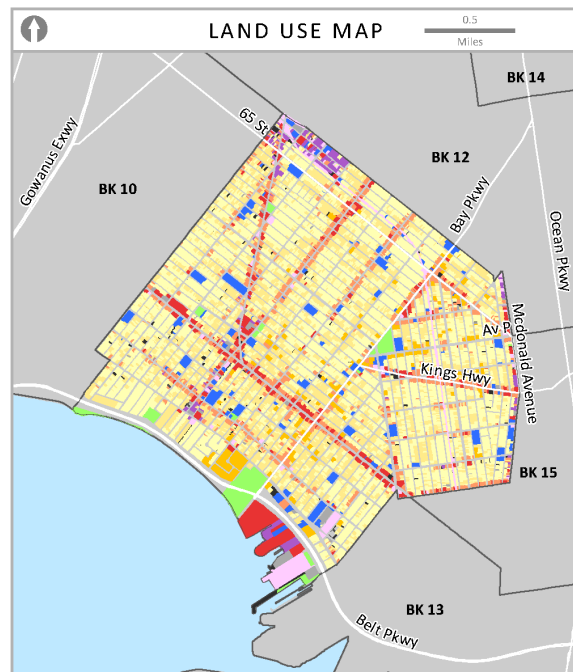 LAND USE MAP
0.5
Miles
BK 14
65 St
BK 12
Gowanus Exwy
BK 10
Bay Pkwy
Ocean Pkwy
Av P
Mcdonald Avenue
Kings Hwy
BK 15
BK 13
Belt Pkwy